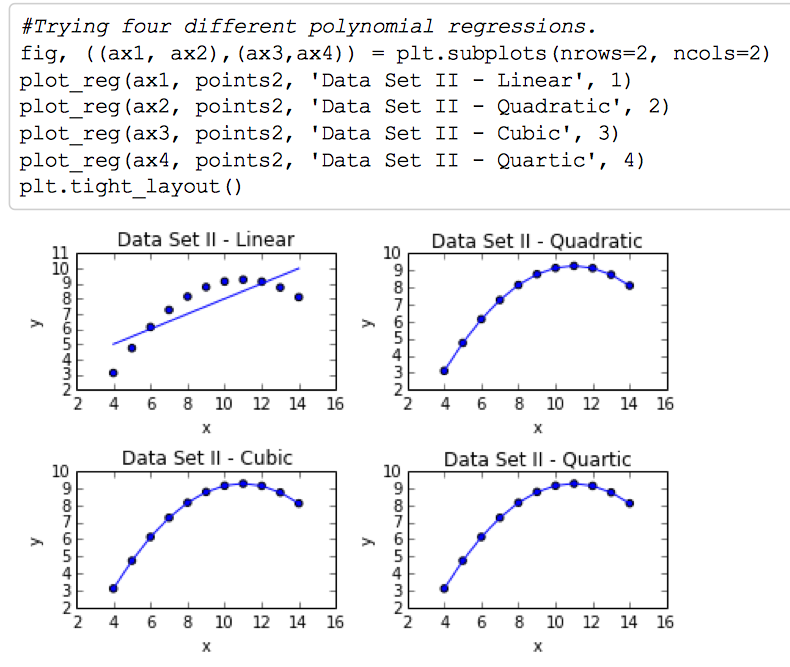 #Trying four different polynomial regressions.
fig, ((ax1, ax2),(ax3,ax4)) = plt.subplots(nrows=2, ncols=2)
plot_reg(ax1, points2, 'Data Set II - Linear', 1)
plot_reg(ax2, points2, 'Data Set II - Quadratic', 2)
plot_reg(ax3, points2, 'Data Set II - Cubic', 3)
plot_reg(ax4, points2, 'Data Set II - Quartic', 4)
plt.tight_layout()
Data Set II - Linear
11
10
9
8
7
6
5
4
3
2
y
2 4 6 8 10 12 14 16
x
Data Set II - Quadratic
10
9
8
7
6
5
4
3
2
y
2 4 6 8 10 12 14 16
x
Data Set II - Cubic
10
9
8
7
6
5
4
3
2
y
2 4 6 8 10 12 14 16
x
Data Set II - Quartic
10
9
8
7
6
5
4
3
2
y
2 4 6 8 10 12 14 16
x